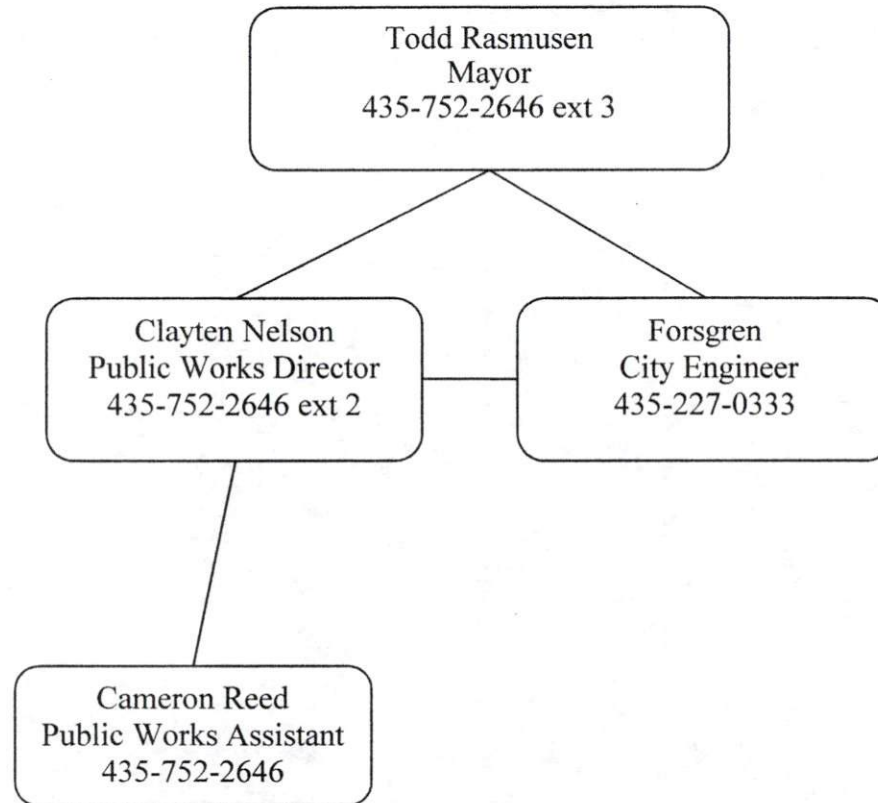 Todd Rasmusen
Mayor
435-752-2646 ext 3
Clayten Nelson
Public Works Director
435-752-2646 ext 2
Forsgren
City Engineer
435-227-0333
Cameron Reed
Public Works Assistant
435-752-2646